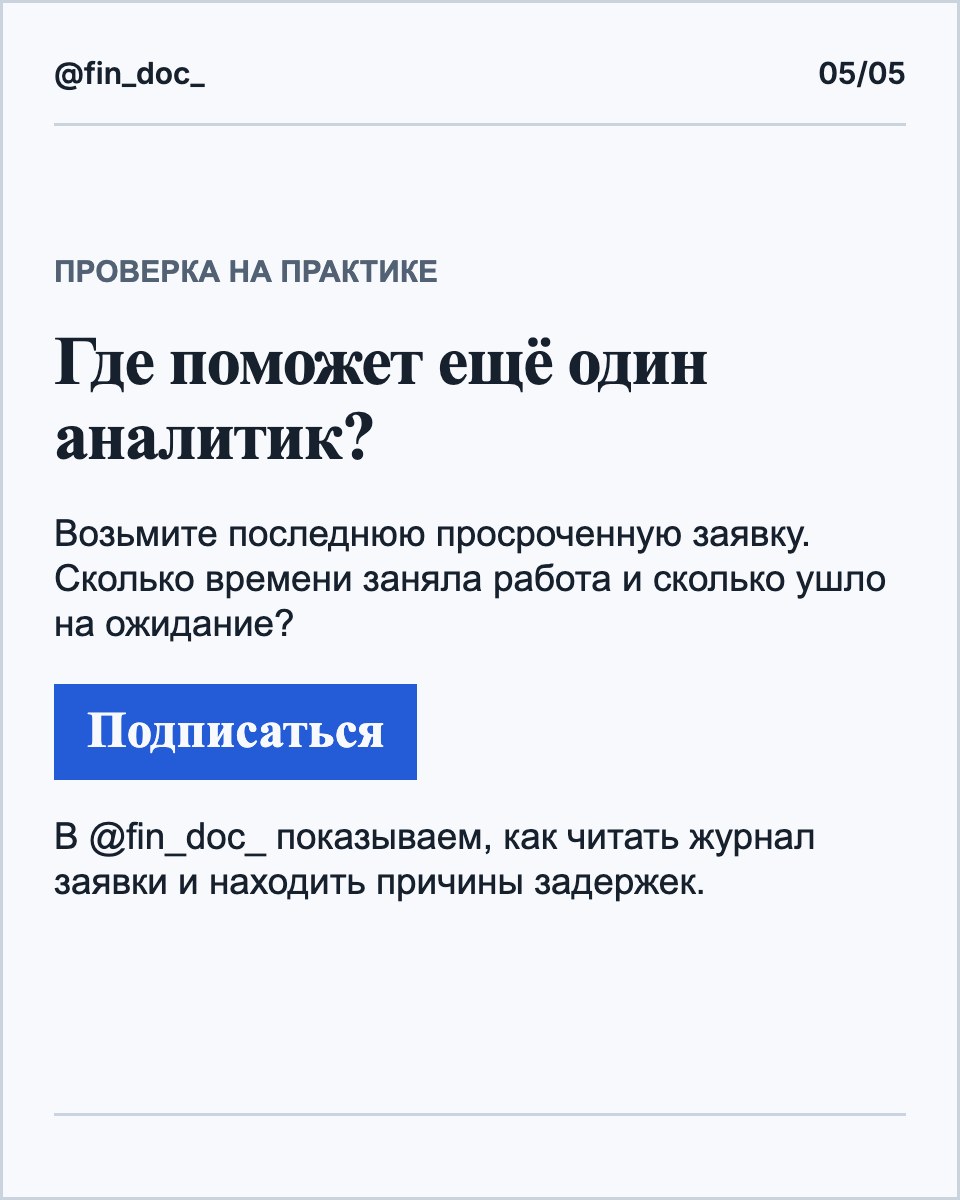 @fin_doc_
05/05
ПРОВЕРКА НА ПРАКТИКЕ
Где поможет ещё один
аналитик?
Возьмите последнюю просроченную заявку.
Сколько времени заняла работа и сколько ушло
на ожидание?
Подписаться
В @fin_doc_ показываем, как читать журнал
заявки и находить причины задержек.